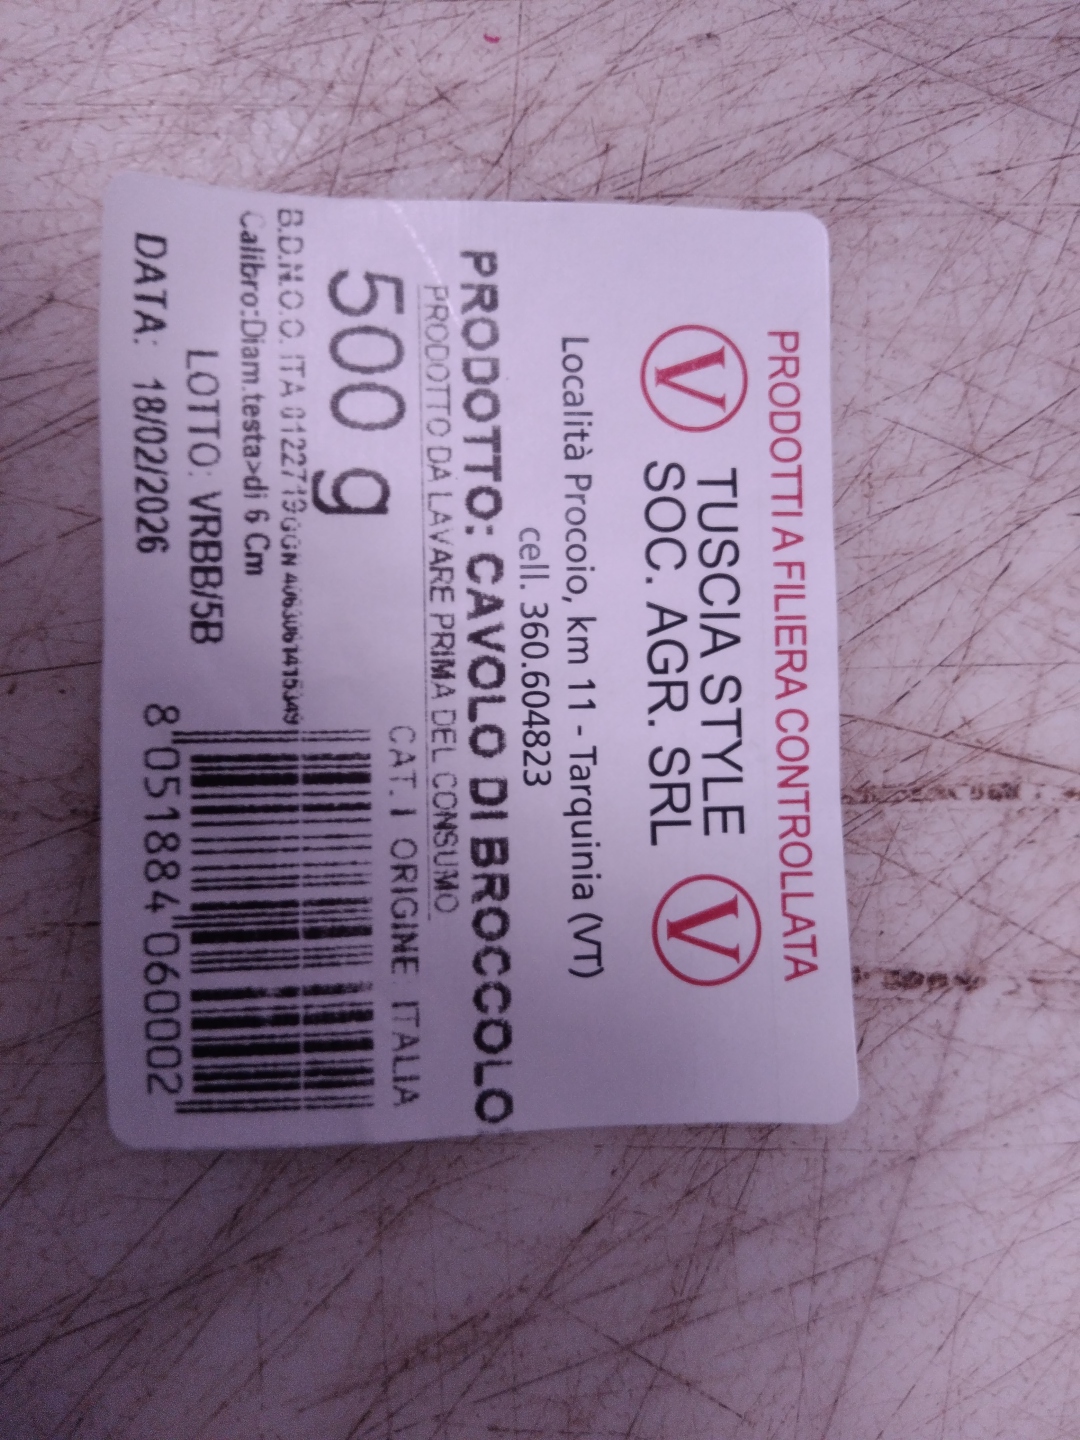 PRODOTTI A FILIERA CONTROLLATA
V TUSCIA STYLE V
SOC. AGR. SRL
Località Procoio, km 11 - Tarquinia (VT)
cell. 360.604823
PRODOTTO: CAVOLO DI BROCCOLO
PRODOTTO DA LAVARE PRIMA DEL CONSUMO
CAT. I ORIGINE: ITALIA
500 g
B.D.N.O.O. ITA
Calibro:Diam.testa>di 6 Cm
LOTTO: VRBB/5B
DATA: 18/02/2026
8 051884 060002